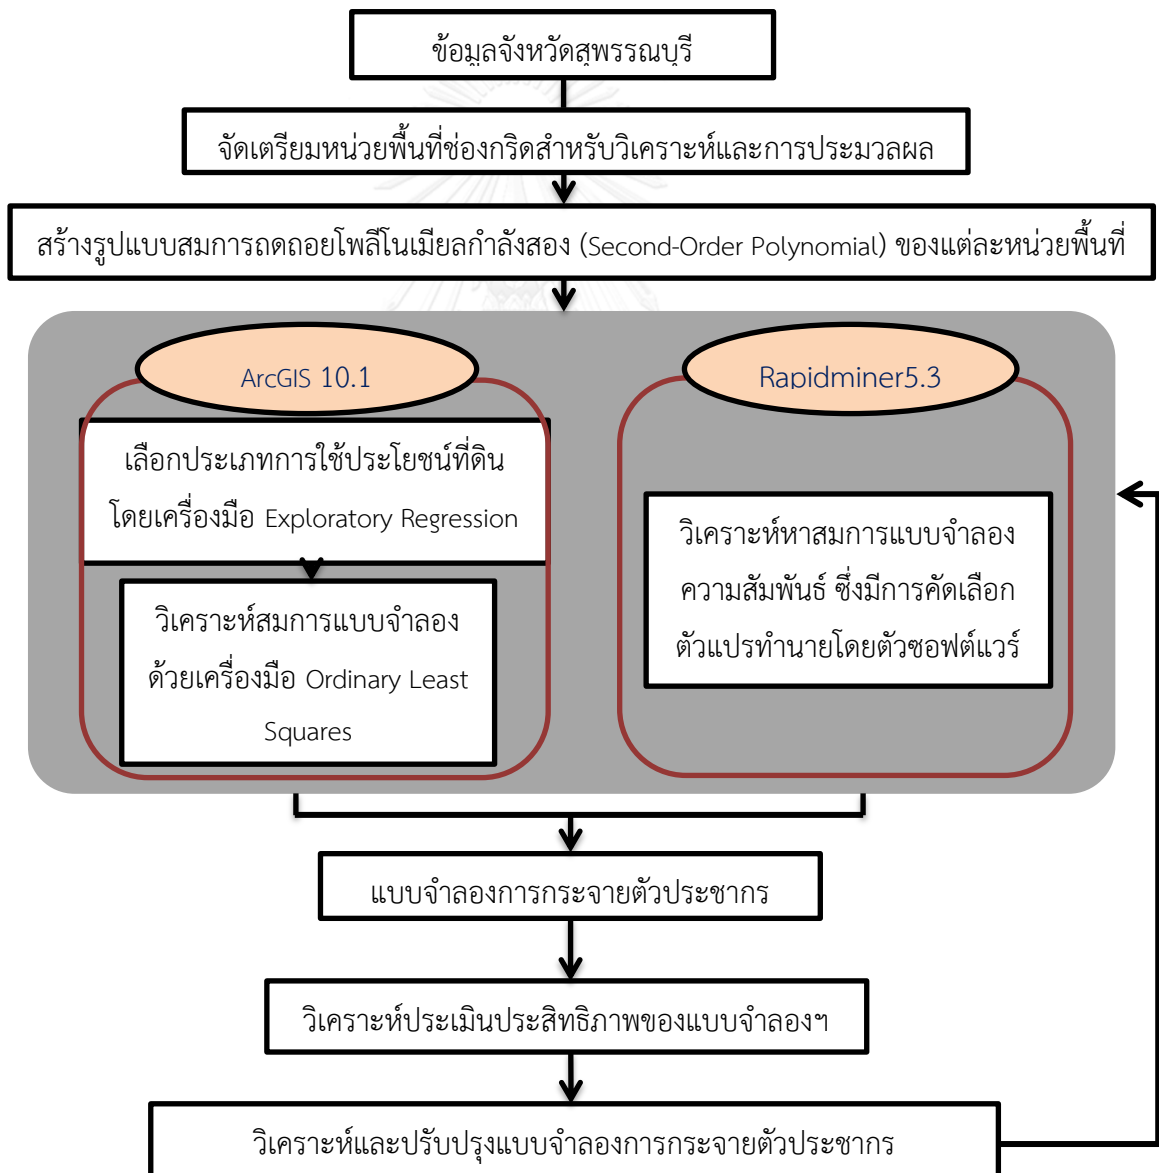 ข้อมูลจังหวัดสุพรรณบุรี
จัดเตรียมหน่วยพื้นที่ช่องกริดสำหรับวิเคราะห์และการประมวลผล
สร้างรูปแบบสมการถดถอยโพลีโนเมียลกำลังสอง (Second-Order Polynomial) ของแต่ละหน่วยพื้นที่
ArcGIS 10.1
เลือกประเภทการใช้ประโยชน์ที่ดิน
โดยเครื่องมือ Exploratory Regression
วิเคราะห์สมการแบบจำลอง
ด้วยเครื่องมือ Ordinary Least
Squares
Rapidminer5.3
วิเคราะห์หาสมการแบบจำลอง
ความสัมพันธ์ ซึ่งมีการคัดเลือก
ตัวแปรทำนายโดยตัวซอฟต์แวร์
แบบจำลองการกระจายตัวประชากร
วิเคราะห์ประเมินประสิทธิภาพของแบบจำลองฯ
วิเคราะห์และปรับปรุงแบบจำลองการกระจายตัวประชากร